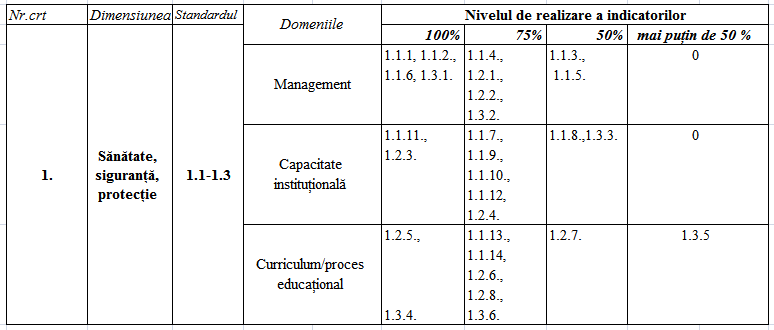 Nr.crt Dimensiunea Standardul Domeniile Nivelul de realizare a indicatorilor
100% 75% 50% mai puțin de 50 %
1. Sănătate, siguranță, protecție 1.1-1.3
Management
1.1.1, 1.1.2., 1.1.4., 1.1.3., 0
1.1.6, 1.3.1. 1.2.1., 1.1.5.
1.2.2.,
1.3.2.
Capacitate instituțională
1.1.11., 1.1.7., 1.1.8.,1.3.3. 0
1.2.3. 1.1.9.,
1.1.10.,
1.1.12,
1.2.4.
Curriculum/proces educațional
1.2.5., 1.1.13., 1.2.7. 1.3.5
1.1.14,
1.2.6.,
1.2.8.,
1.3.4. 1.3.6.